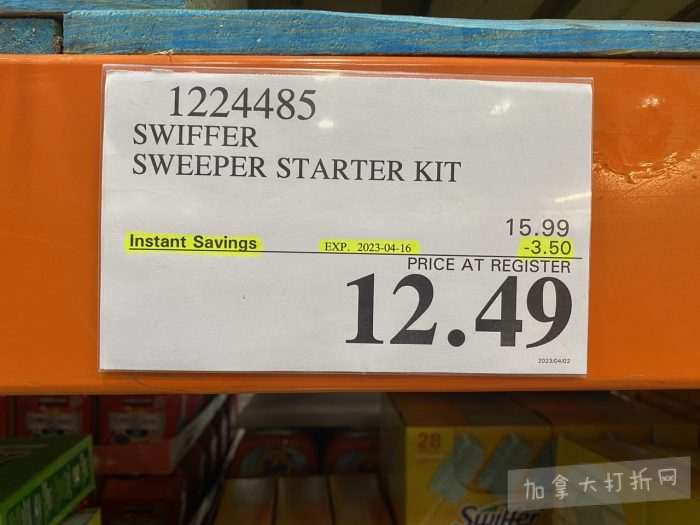 1224485
SWIFFER
SWEEPER STARTER KIT
15.99
Instant Savings EXP: 2023-04-16 -3.50
PRICE AT REGISTER
12.49
2023/04/02
28
Swiffer
加拿大打折网